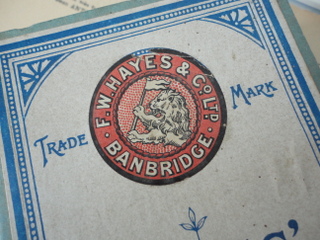 F. W. HAYES & Co. LTD.
BANBRIDGE
TRADE MARK